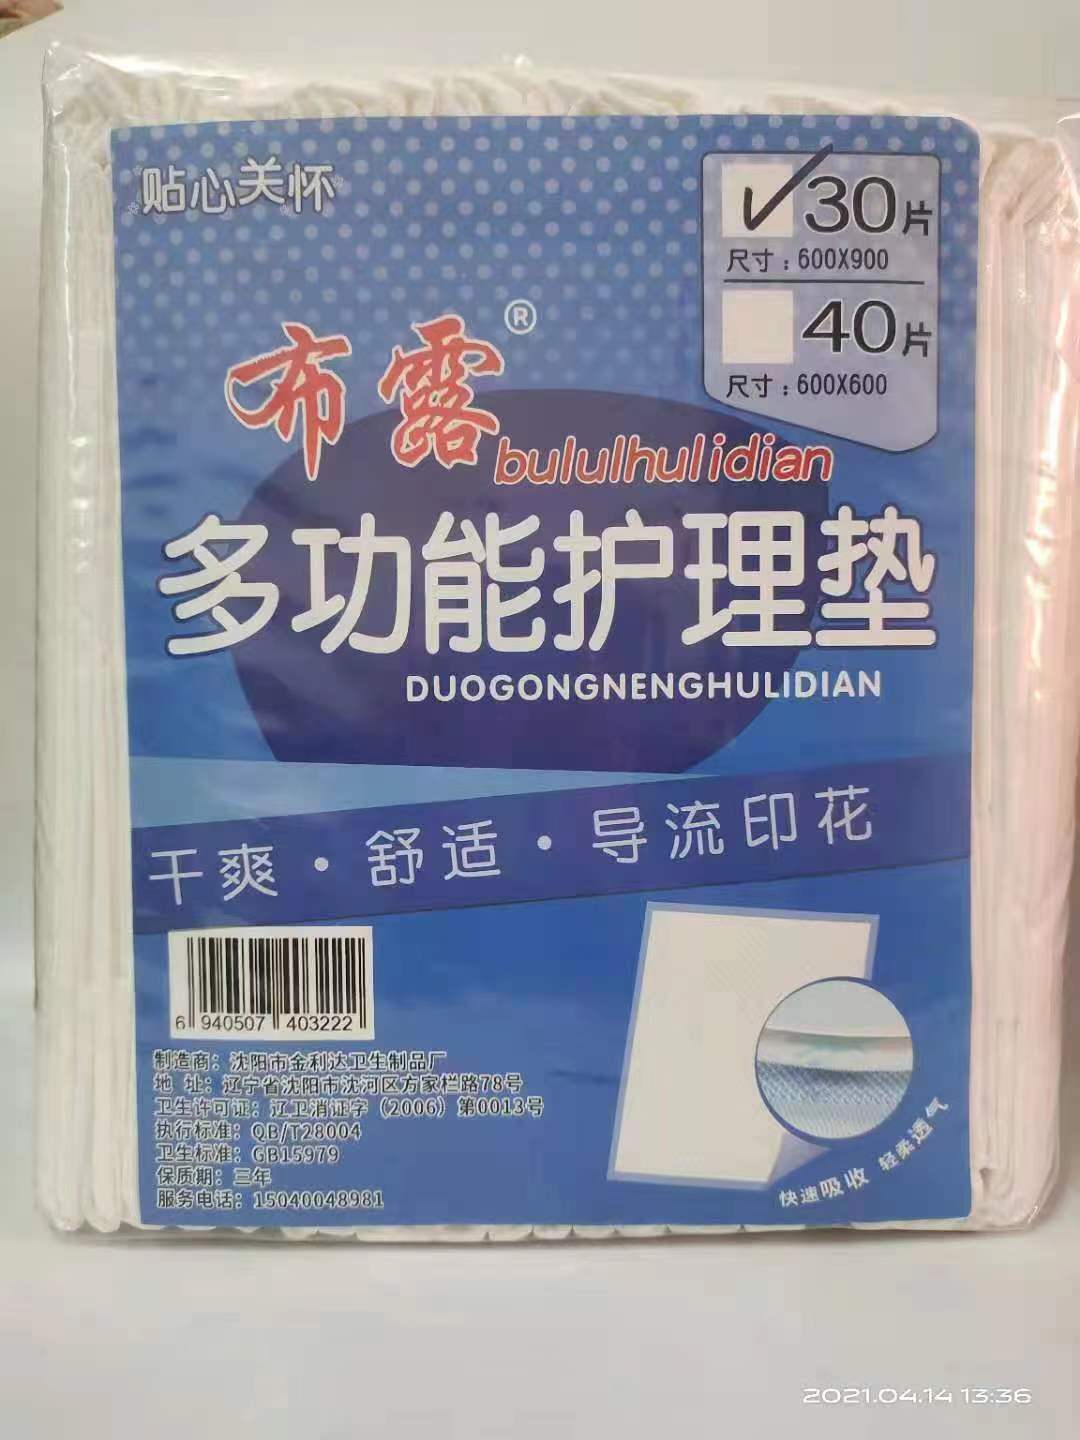 贴心关怀
30片
尺寸：600X900
40片
尺寸：600X600
布露®
bululhulidian
多功能护理垫
DUOGONGNENGHULIDIAN
干爽·舒适·导流印花
6 940507 403222
制造商：沈阳市金利达卫生制品厂
地 址：辽宁省沈阳市沈河区方家栏路78号
卫生许可证：辽卫消证字（2006）第0013号
执行标准：QB/T28004
卫生标准：GB15979
保质期：三年
服务电话：15040048981
快速吸收 轻柔透气
2021.04.14 13:36